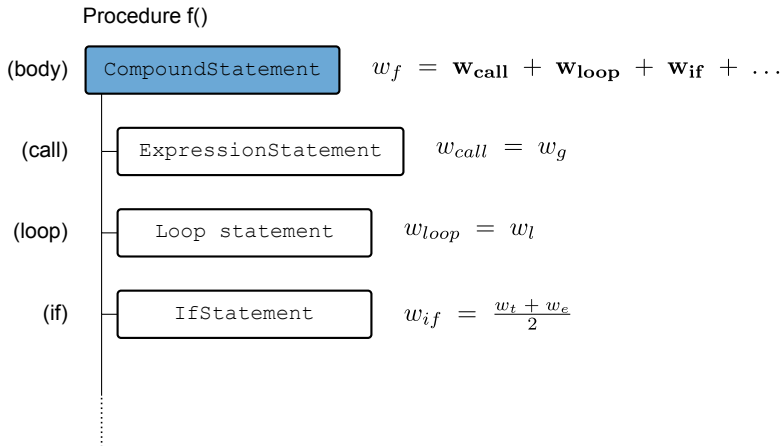 Procedure f()
(body) CompoundStatement w_f = w_call + w_loop + w_if + ...
(call) ExpressionStatement w_call = w_g
(loop) Loop statement w_loop = w_l
(if) IfStatement w_if = \frac{w_t + w_e}{2}